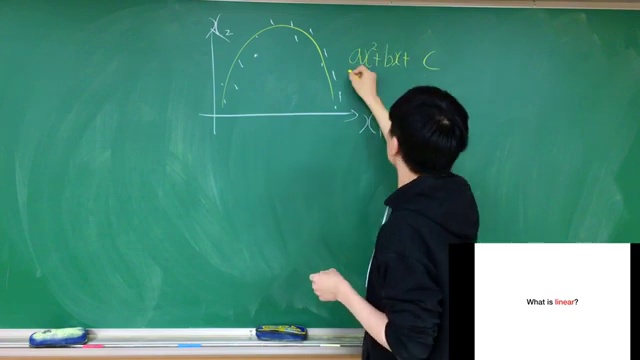 x₂
ax²+bx+ c
x₁
What is linear?